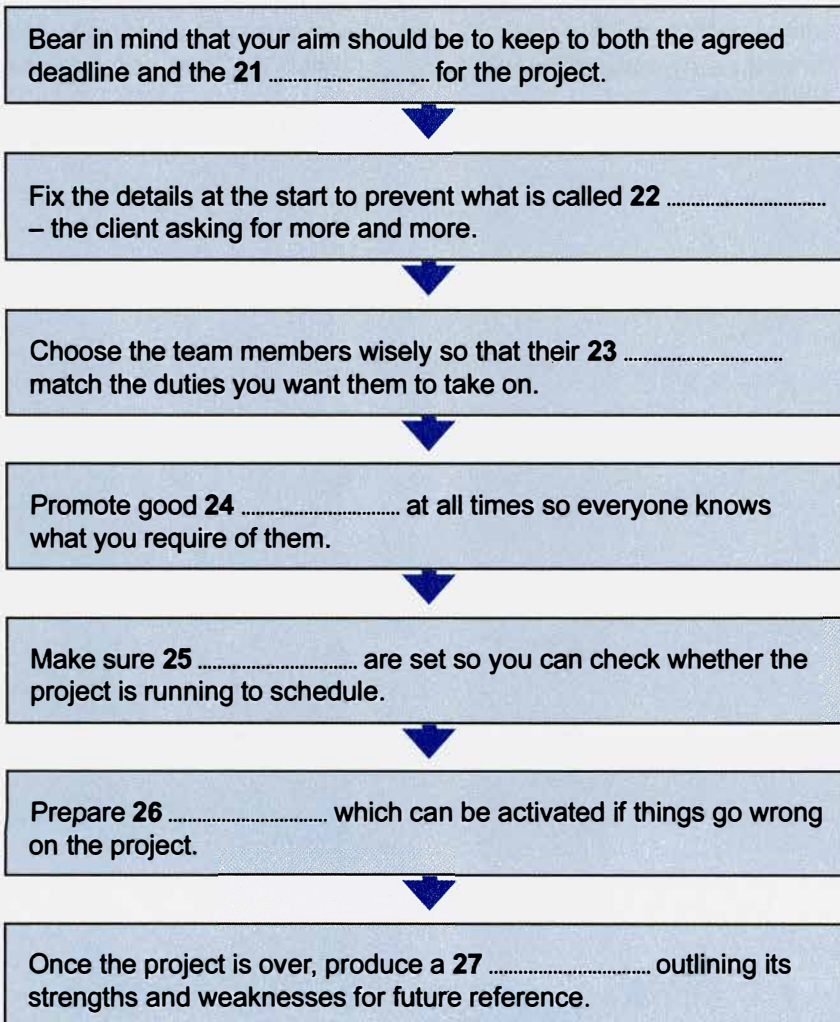 Bear in mind that your aim should be to keep to both the agreed
deadline and the 21 .............................. for the project.
Fix the details at the start to prevent what is called 22 ..............................
– the client asking for more and more.
Choose the team members wisely so that their 23 ..............................
match the duties you want them to take on.
Promote good 24 .............................. at all times so everyone knows
what you require of them.
Make sure 25 .............................. are set so you can check whether the
project is running to schedule.
Prepare 26 .............................. which can be activated if things go wrong
on the project.
Once the project is over, produce a 27 .............................. outlining its
strengths and weaknesses for future reference.